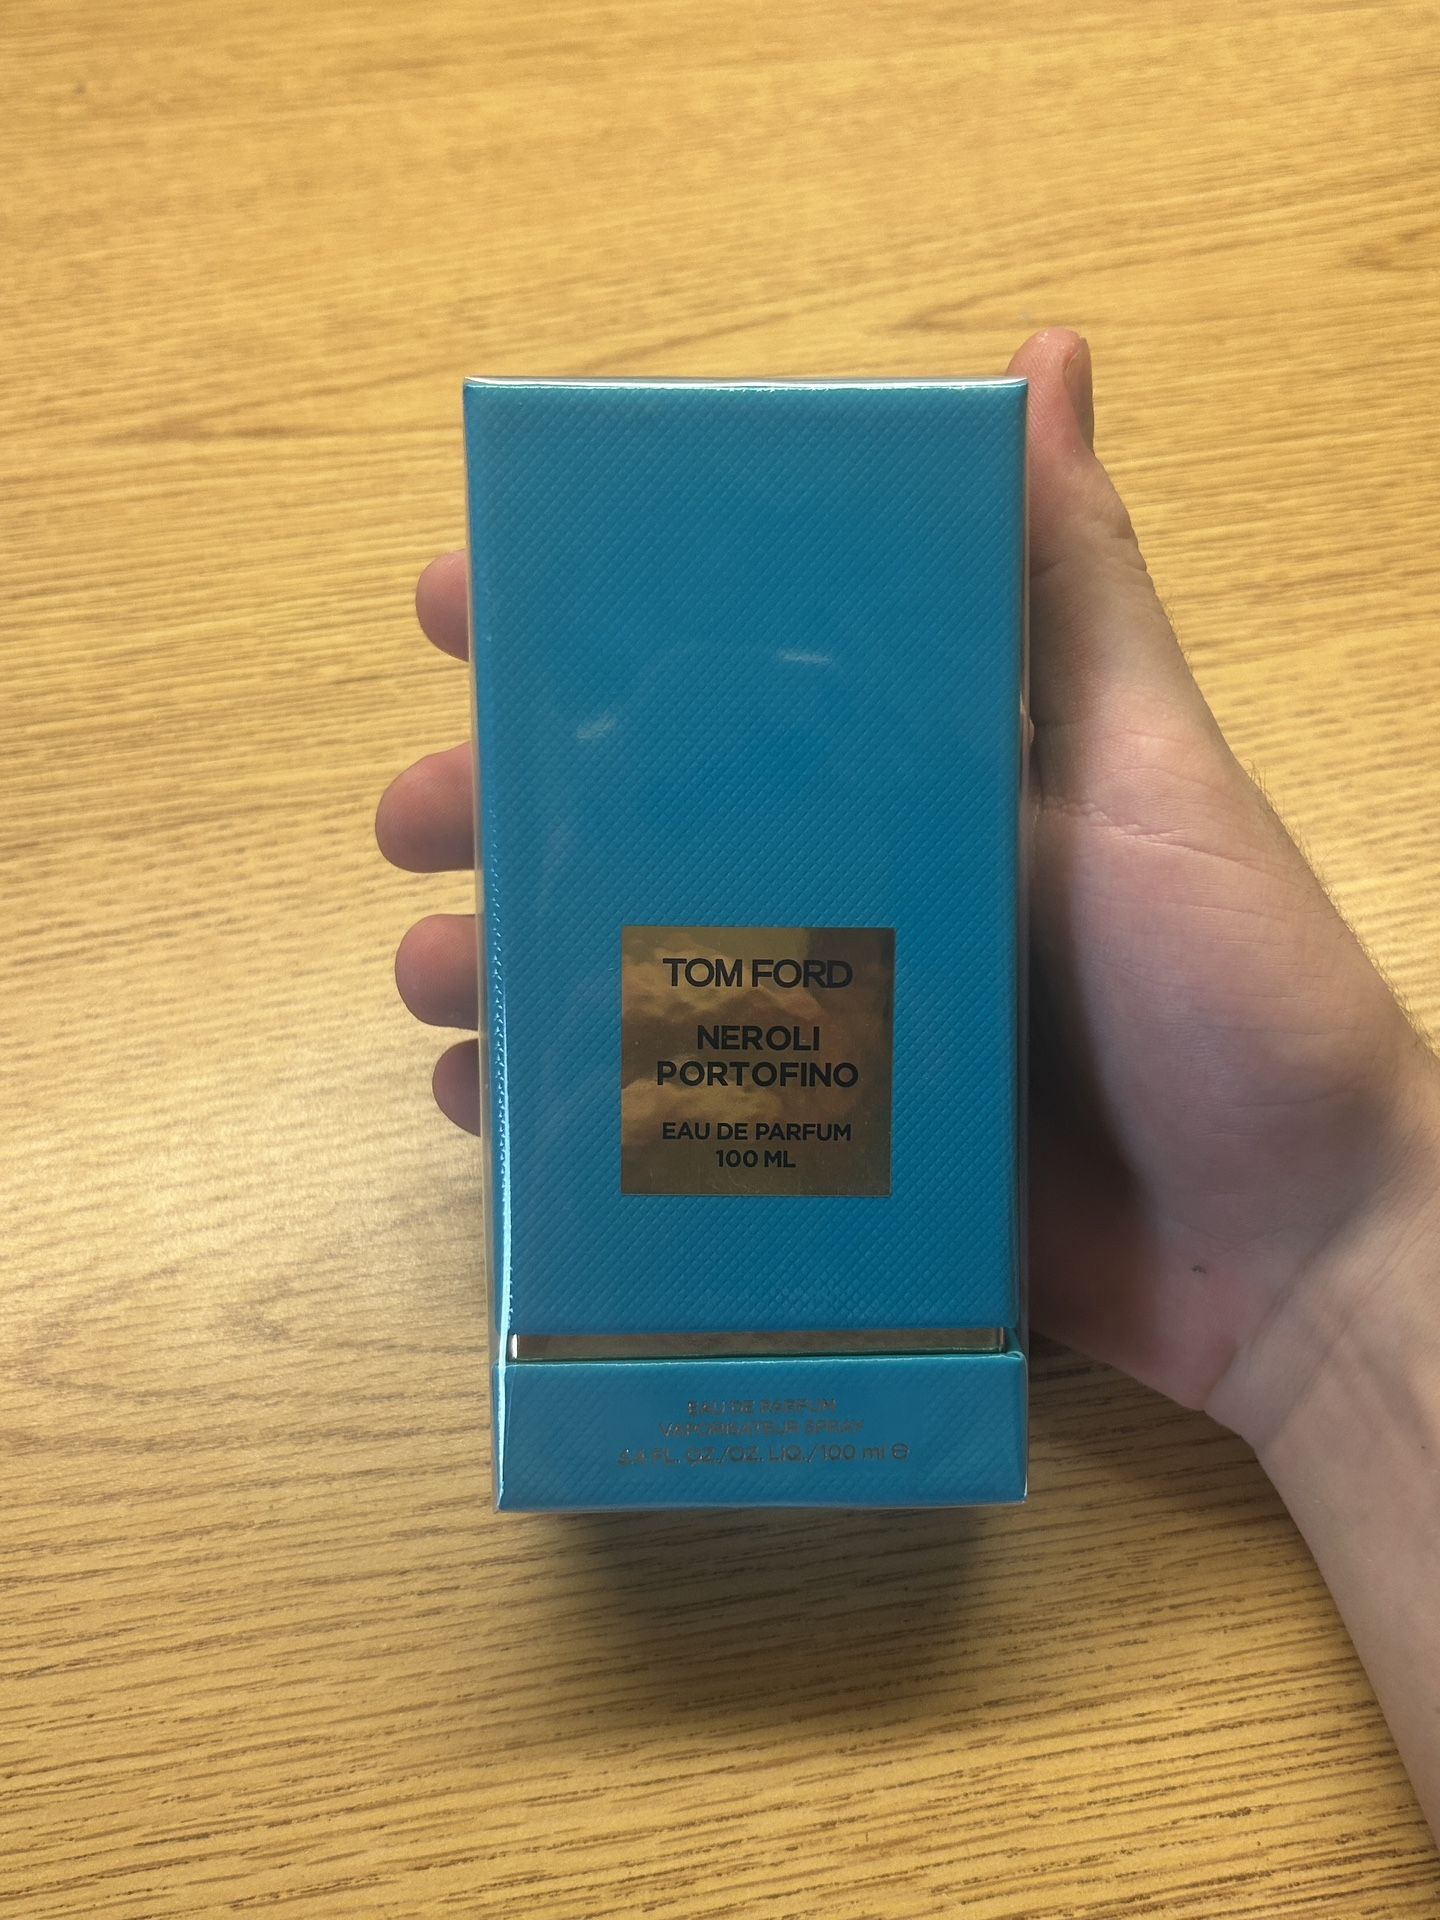 TOM FORD
NEROLI
PORTOFINO
EAU DE PARFUM
100 ML
EAU DE PARFUM
VAPORISATEUR SPRAY
3.4 FL. OZ./OZ. LIQ./100 ml ℮